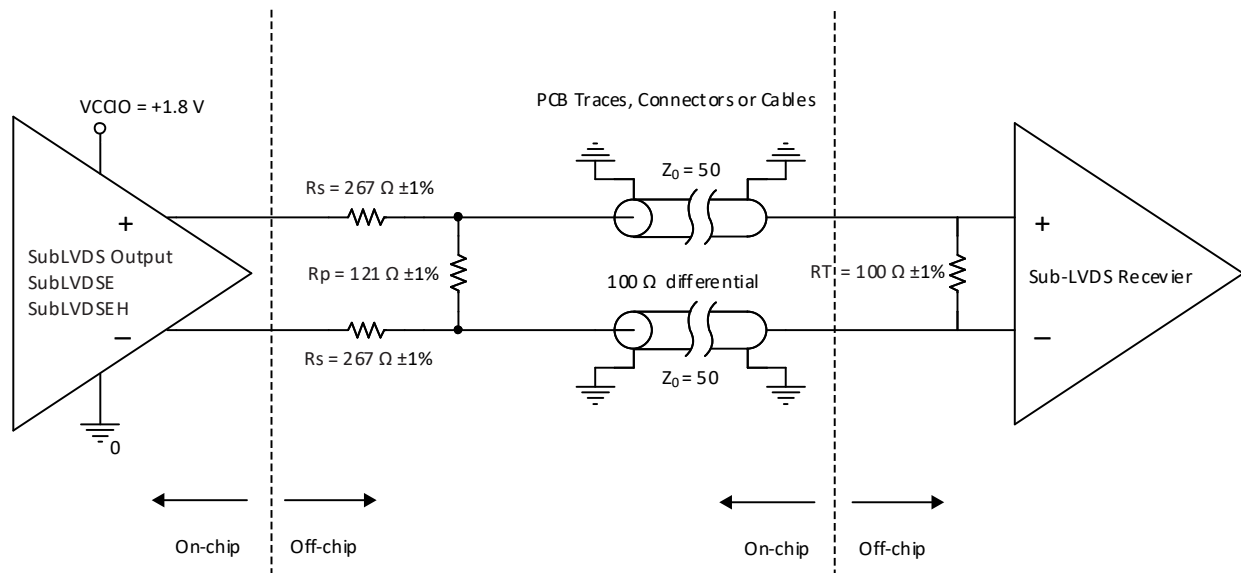 VCCIO = +1.8 V
PCB Traces, Connectors or Cables
Z0 = 50
Rs = 267 Ω ±1%
+
+
SubLVDS Output
SubLVDSE
SubLVDSEH
Rp = 121 Ω ±1%
100 Ω differential
RT = 100 Ω ±1%
Sub-LVDS Recevier
−
−
Rs = 267 Ω ±1%
Z0 = 50
0
On-chip
Off-chip
On-chip
Off-chip